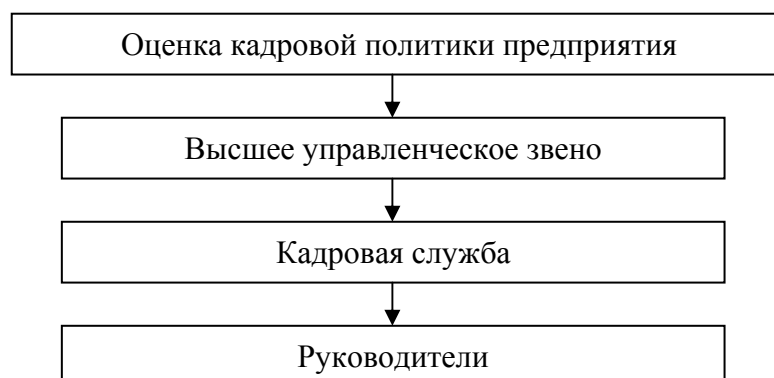 Оценка кадровой политики предприятия
Высшее управленческое звено
Кадровая служба
Руководители